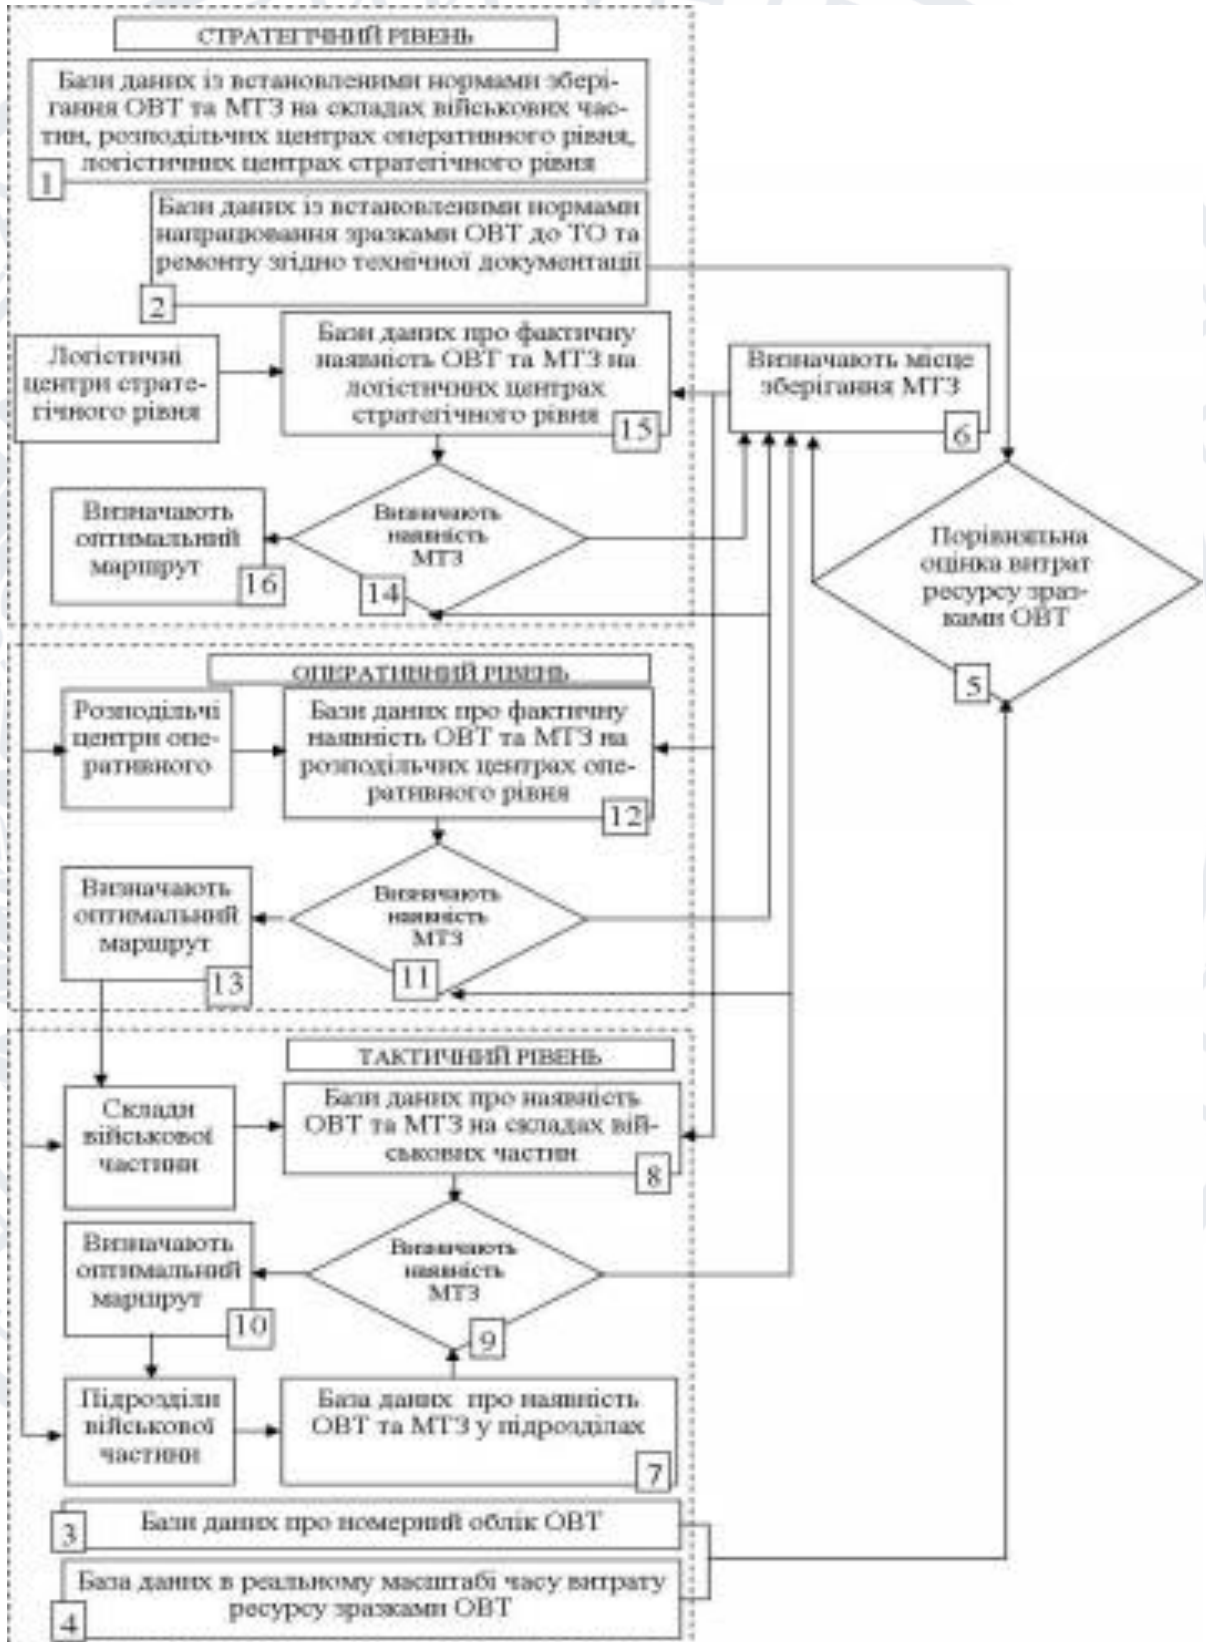 СТРАТЕГІЧНИЙ РІВЕНЬ
Бази даних із встановленими нормами збері-
гання ОВТ та МТЗ на складах військових час-
тин, розподільчих центрах оперативного рівня,
логістичних центрах стратегічного рівня
1
Бази даних із встановленими нормами
напрацювання зразками ОВТ до ТО та
ремонту згідно технічної документації
2
Логістичні
центри страте-
гічного рівня
Бази даних про фактичну
наявність ОВТ та МТЗ на
логістичних центрах
стратегічного рівня
15
Визначають місце
зберігання МТЗ
6
Визначають
оптимальний
маршрут
16
Визначають
наявність
МТЗ
14
Порівняльна
оцінка витрат
ресурсу зраз-
ками ОВТ
5
ОПЕРАТИВНИЙ РІВЕНЬ
Розподільчі
центри опе-
ративного
Бази даних про фактичну
наявність ОВТ та МТЗ на
розподільчих центрах опе-
ративного рівня
12
Визначають
оптимальний
маршрут
13
Визначають
наявність
МТЗ
11
ТАКТИЧНИЙ РІВЕНЬ
Склади
військової
частини
Бази даних про наявність
ОВТ та МТЗ на складах вій-
ськових частин
8
Визначають
оптимальний
маршрут
10
Визначають
наявність
МТЗ
9
Підрозділи
військової
частини
База даних про наявність
ОВТ та МТЗ у підрозділах
7
3
Бази даних про номерний облік ОВТ
База даних в реальному масштабі часу витрату
ресурсу зразками ОВТ
4